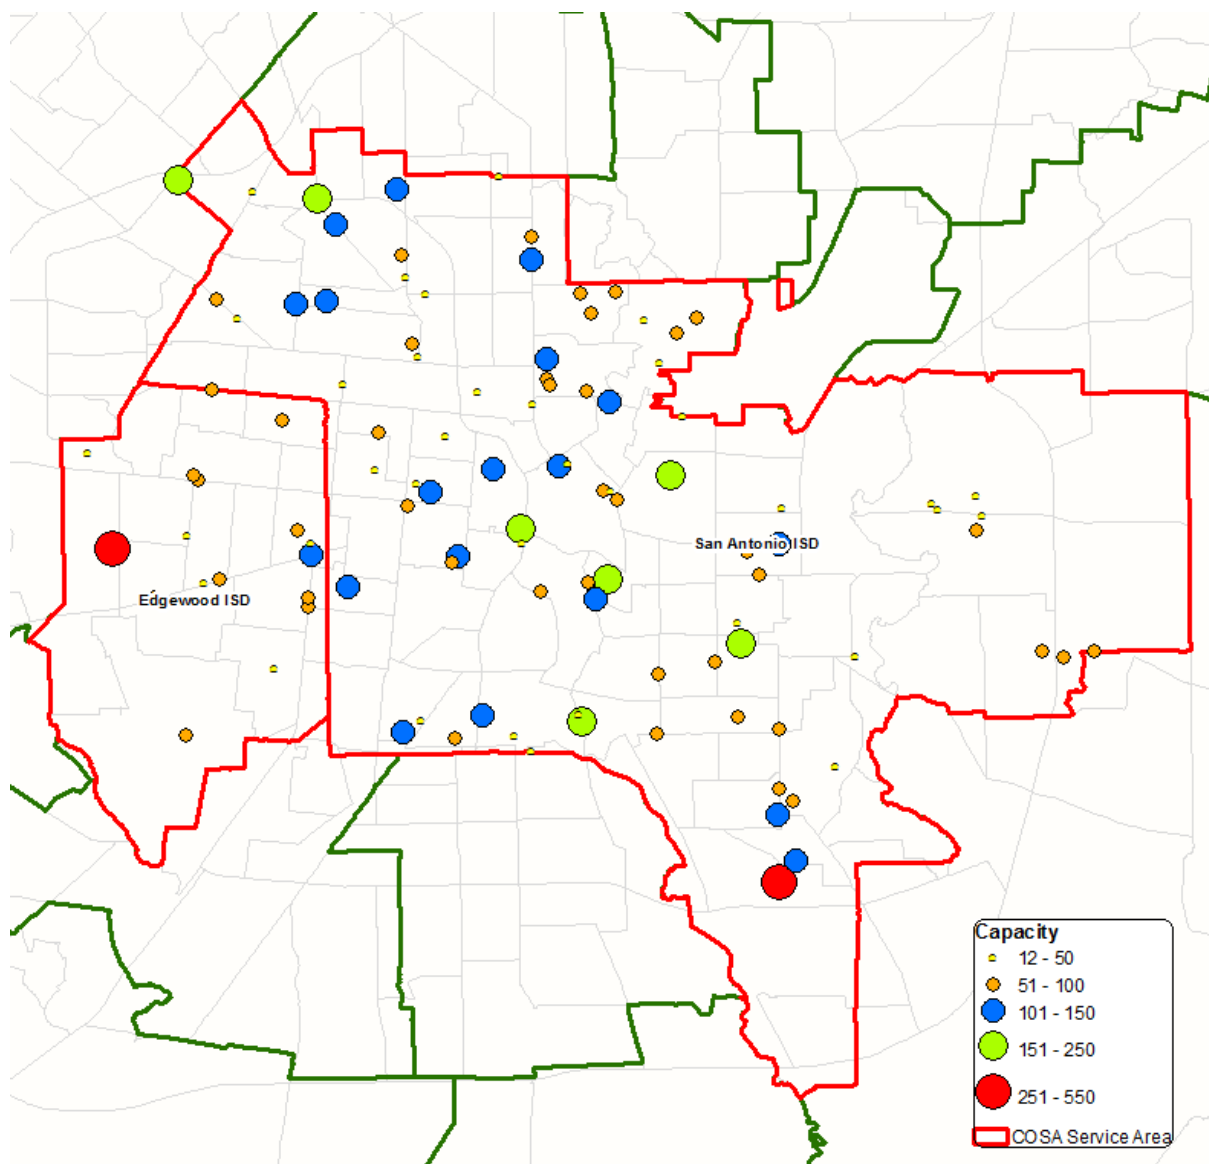 San Antonio ISD
Edgewood ISD
Capacity
12 - 50
51 - 100
101 - 150
151 - 250
251 - 550
COSA Service Area